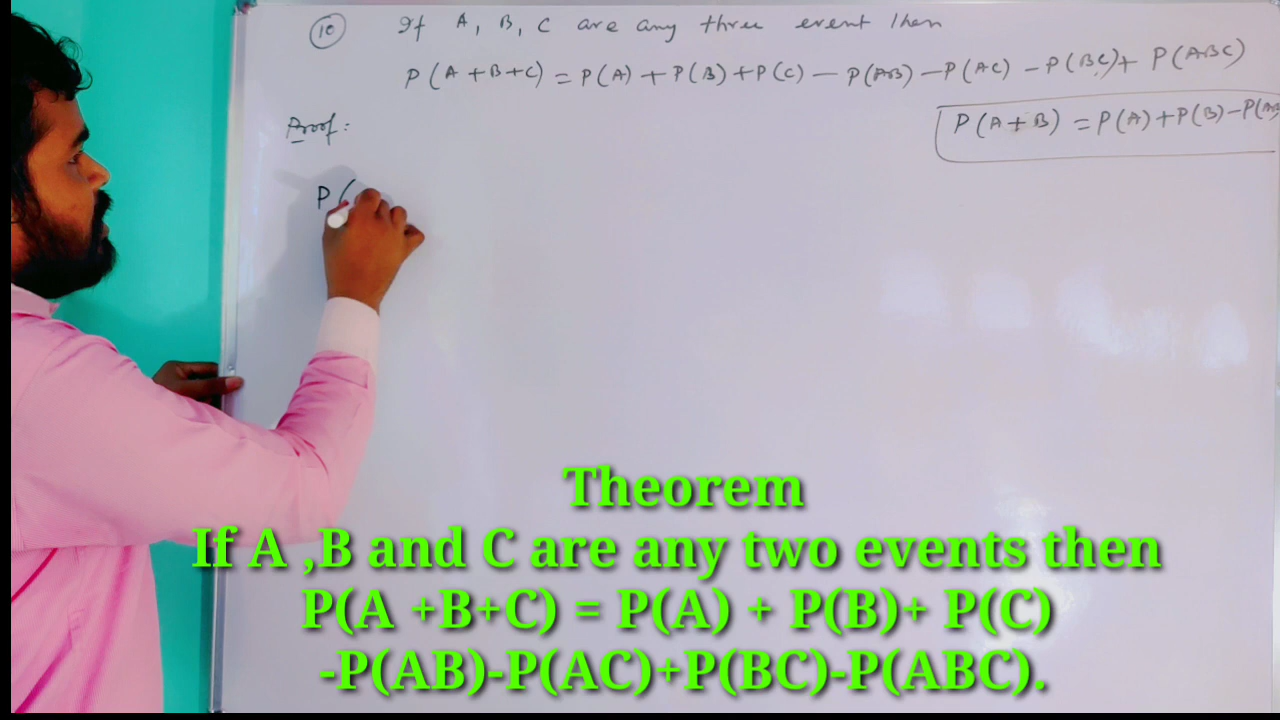 10 If A, B, C are any three event then
P(A+B+C) = P(A) + P(B) + P(C) - P(AB) - P(AC) - P(BC) + P(ABC)
P(A+B) = P(A)+P(B)-P(AB
Proof:
P(
Theorem
If A ,B and C are any two events then
P(A +B+C) = P(A) + P(B)+ P(C)
-P(AB)-P(AC)+P(BC)-P(ABC).